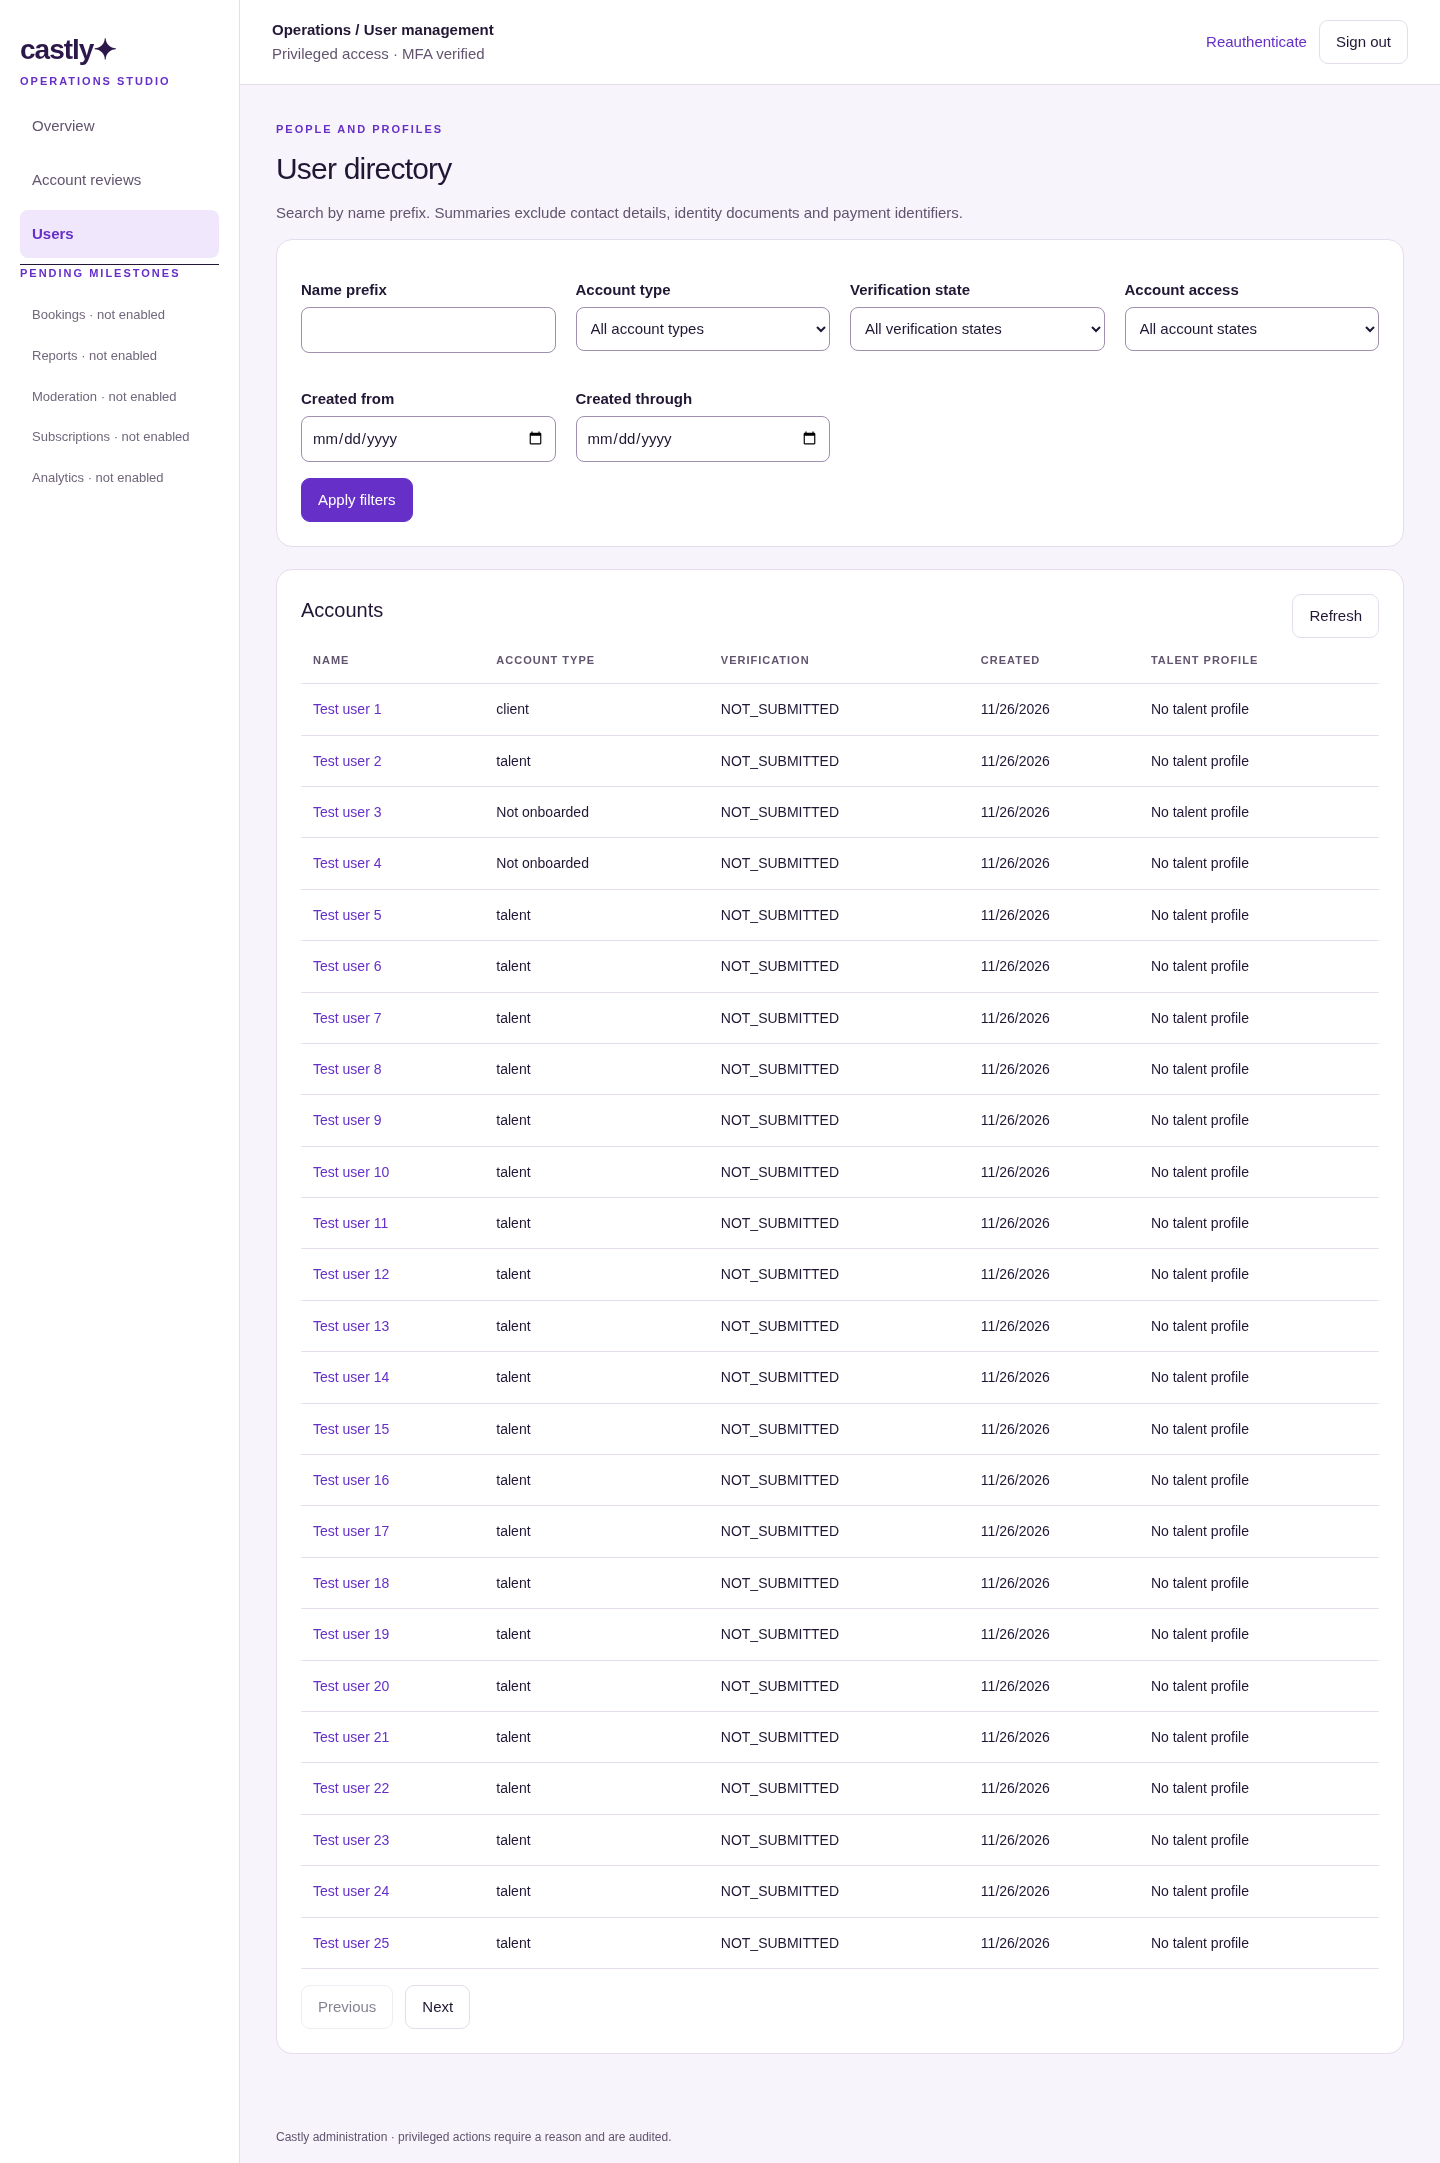 castly✦
OPERATIONS STUDIO
Overview
Account reviews
Users
PENDING MILESTONES
Bookings · not enabled
Reports · not enabled
Moderation · not enabled
Subscriptions · not enabled
Analytics · not enabled
Operations / User management
Privileged access · MFA verified
Reauthenticate Sign out
PEOPLE AND PROFILES
User directory
Search by name prefix. Summaries exclude contact details, identity documents and payment identifiers.
Name prefix Account type Verification state Account access
All account types All verification states All account states
Created from Created through
mm/dd/yyyy mm/dd/yyyy
Apply filters
Accounts
Refresh
NAME ACCOUNT TYPE VERIFICATION CREATED TALENT PROFILE
Test user 1 client NOT_SUBMITTED 11/26/2026 No talent profile
Test user 2 talent NOT_SUBMITTED 11/26/2026 No talent profile
Test user 3 Not onboarded NOT_SUBMITTED 11/26/2026 No talent profile
Test user 4 Not onboarded NOT_SUBMITTED 11/26/2026 No talent profile
Test user 5 talent NOT_SUBMITTED 11/26/2026 No talent profile
Test user 6 talent NOT_SUBMITTED 11/26/2026 No talent profile
Test user 7 talent NOT_SUBMITTED 11/26/2026 No talent profile
Test user 8 talent NOT_SUBMITTED 11/26/2026 No talent profile
Test user 9 talent NOT_SUBMITTED 11/26/2026 No talent profile
Test user 10 talent NOT_SUBMITTED 11/26/2026 No talent profile
Test user 11 talent NOT_SUBMITTED 11/26/2026 No talent profile
Test user 12 talent NOT_SUBMITTED 11/26/2026 No talent profile
Test user 13 talent NOT_SUBMITTED 11/26/2026 No talent profile
Test user 14 talent NOT_SUBMITTED 11/26/2026 No talent profile
Test user 15 talent NOT_SUBMITTED 11/26/2026 No talent profile
Test user 16 talent NOT_SUBMITTED 11/26/2026 No talent profile
Test user 17 talent NOT_SUBMITTED 11/26/2026 No talent profile
Test user 18 talent NOT_SUBMITTED 11/26/2026 No talent profile
Test user 19 talent NOT_SUBMITTED 11/26/2026 No talent profile
Test user 20 talent NOT_SUBMITTED 11/26/2026 No talent profile
Test user 21 talent NOT_SUBMITTED 11/26/2026 No talent profile
Test user 22 talent NOT_SUBMITTED 11/26/2026 No talent profile
Test user 23 talent NOT_SUBMITTED 11/26/2026 No talent profile
Test user 24 talent NOT_SUBMITTED 11/26/2026 No talent profile
Test user 25 talent NOT_SUBMITTED 11/26/2026 No talent profile
Previous Next
Castly administration · privileged actions require a reason and are audited.